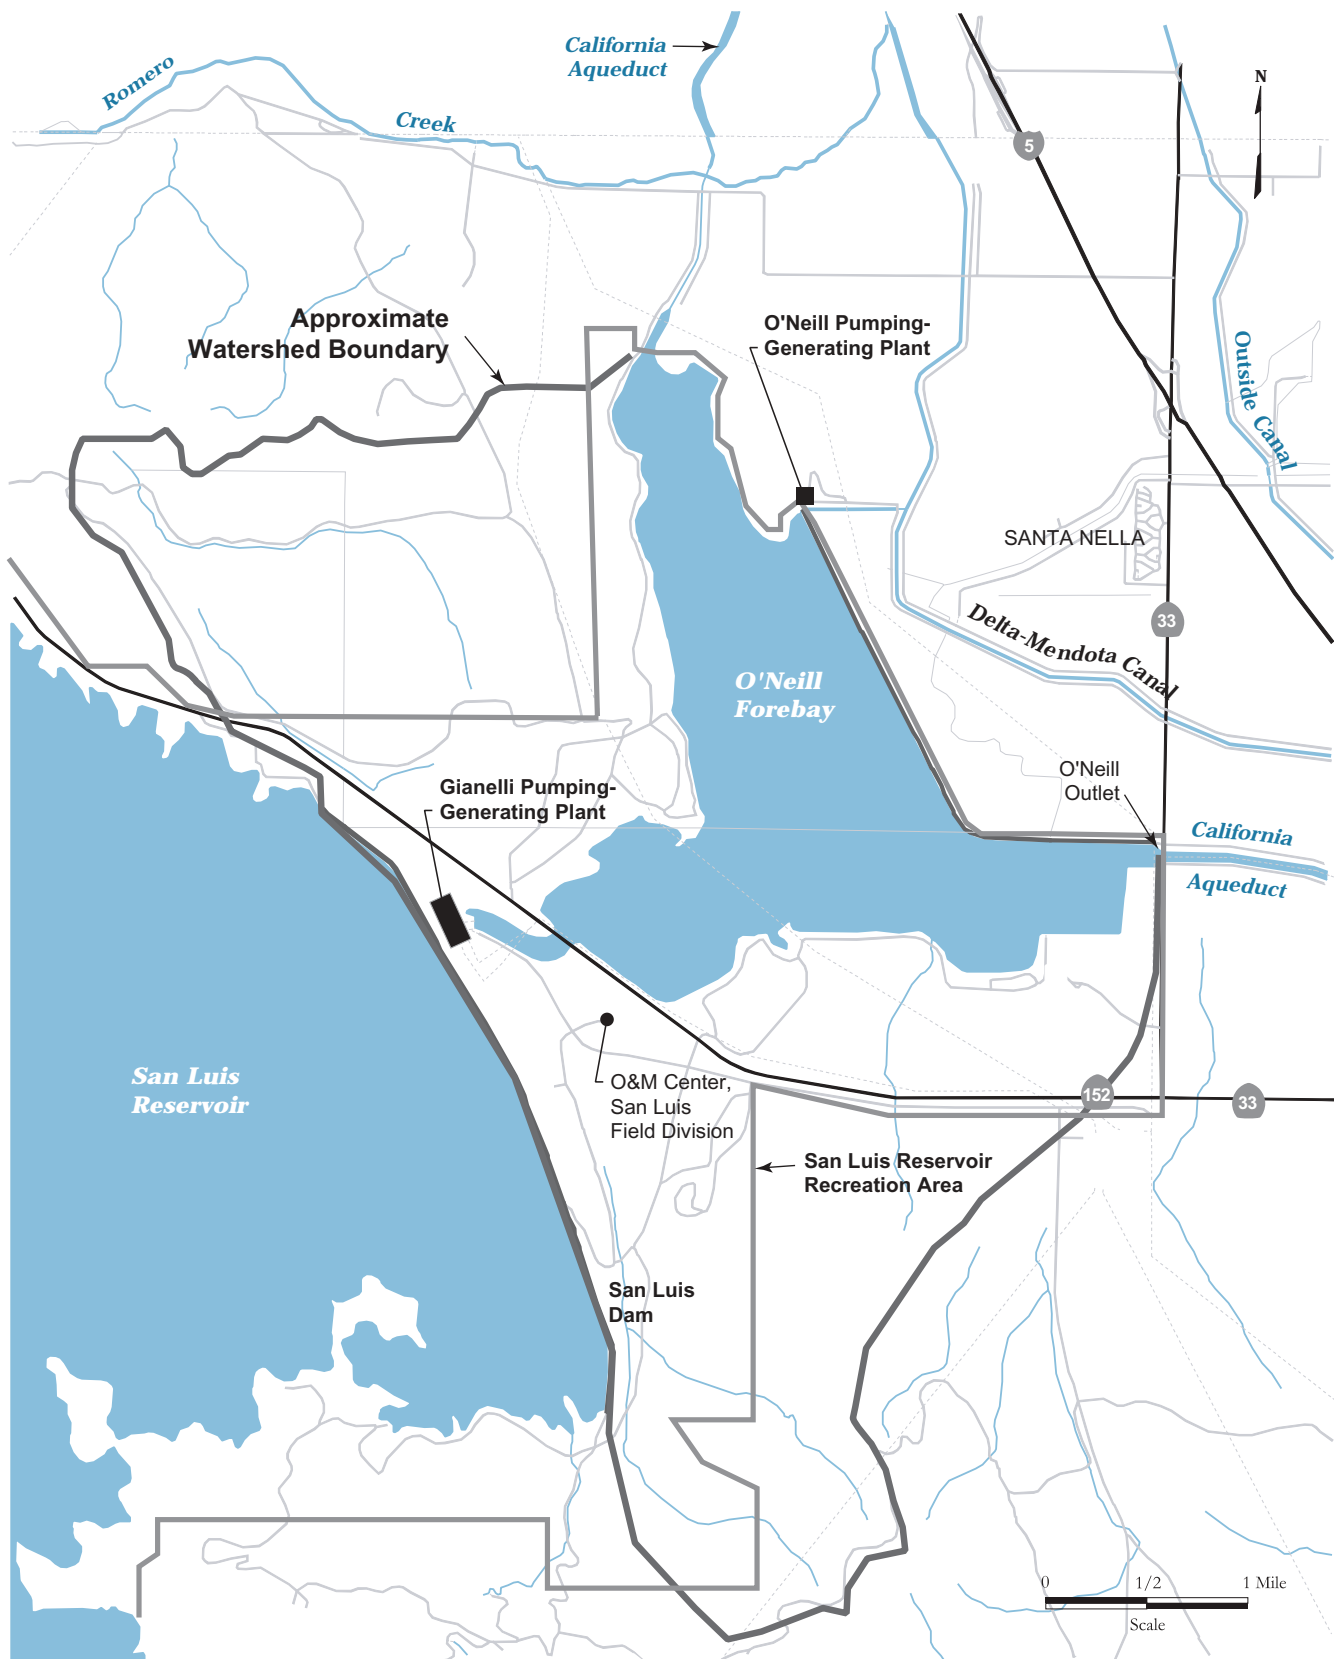 California
Aqueduct
Romero
Creek
N
5
Approximate
Watershed Boundary
O'Neill Pumping-
Generating Plant
Outside Canal
SANTA NELLA
33
Delta-Mendota Canal
O'Neill
Forebay
O'Neill
Outlet
Gianelli Pumping-
Generating Plant
California
Aqueduct
San Luis
Reservoir
O&M Center,
San Luis
Field Division
152
33
San Luis Reservoir
Recreation Area
San Luis
Dam
0 1/2 1 Mile
Scale